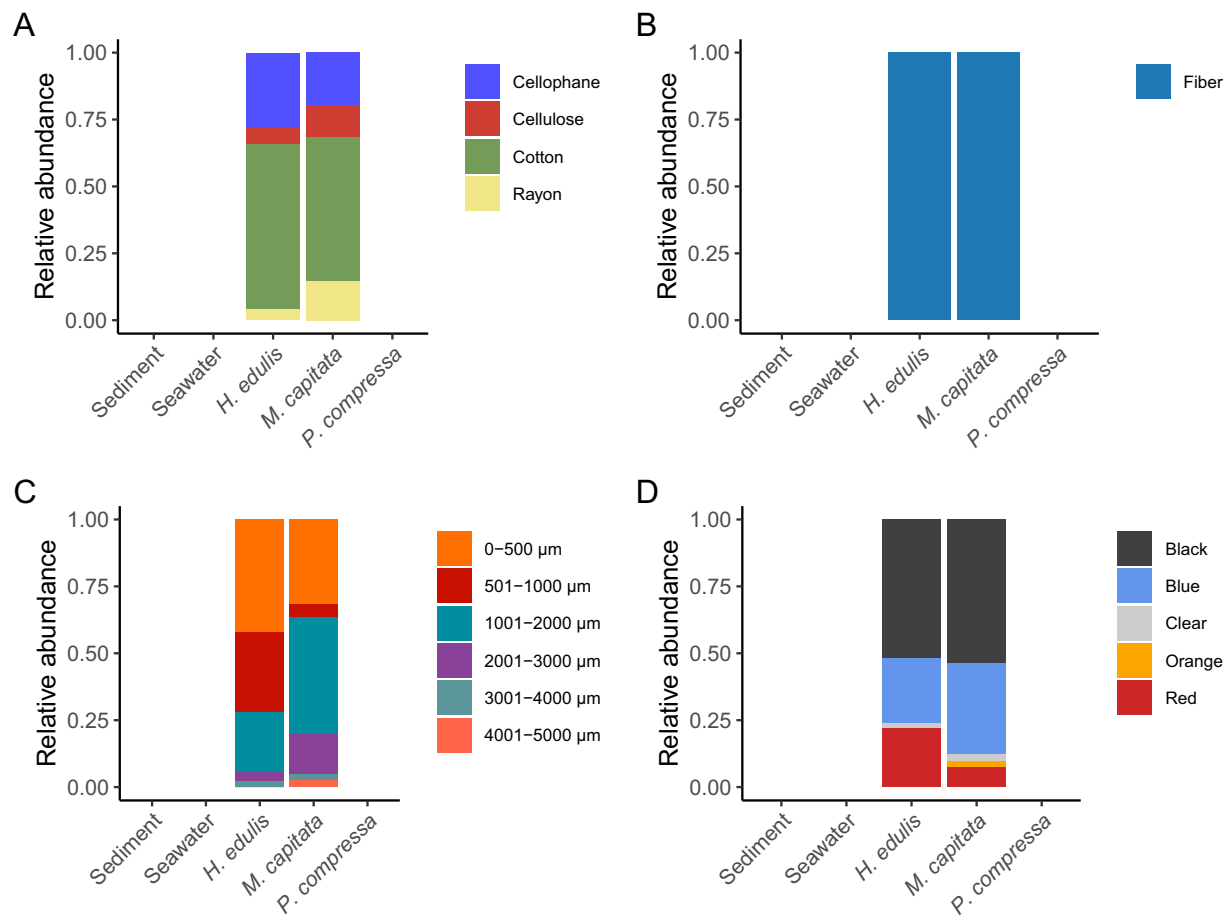 A
Relative abundance
1.00
0.75
0.50
0.25
0.00
Sediment
Seawater
H. edulis
M. capitata
P. compressa
Cellophane
Cellulose
Cotton
Rayon
B
Relative abundance
1.00
0.75
0.50
0.25
0.00
Sediment
Seawater
H. edulis
M. capitata
P. compressa
Fiber
C
Relative abundance
1.00
0.75
0.50
0.25
0.00
Sediment
Seawater
H. edulis
M. capitata
P. compressa
0−500 µm
501−1000 µm
1001−2000 µm
2001−3000 µm
3001−4000 µm
4001−5000 µm
D
Relative abundance
1.00
0.75
0.50
0.25
0.00
Sediment
Seawater
H. edulis
M. capitata
P. compressa
Black
Blue
Clear
Orange
Red